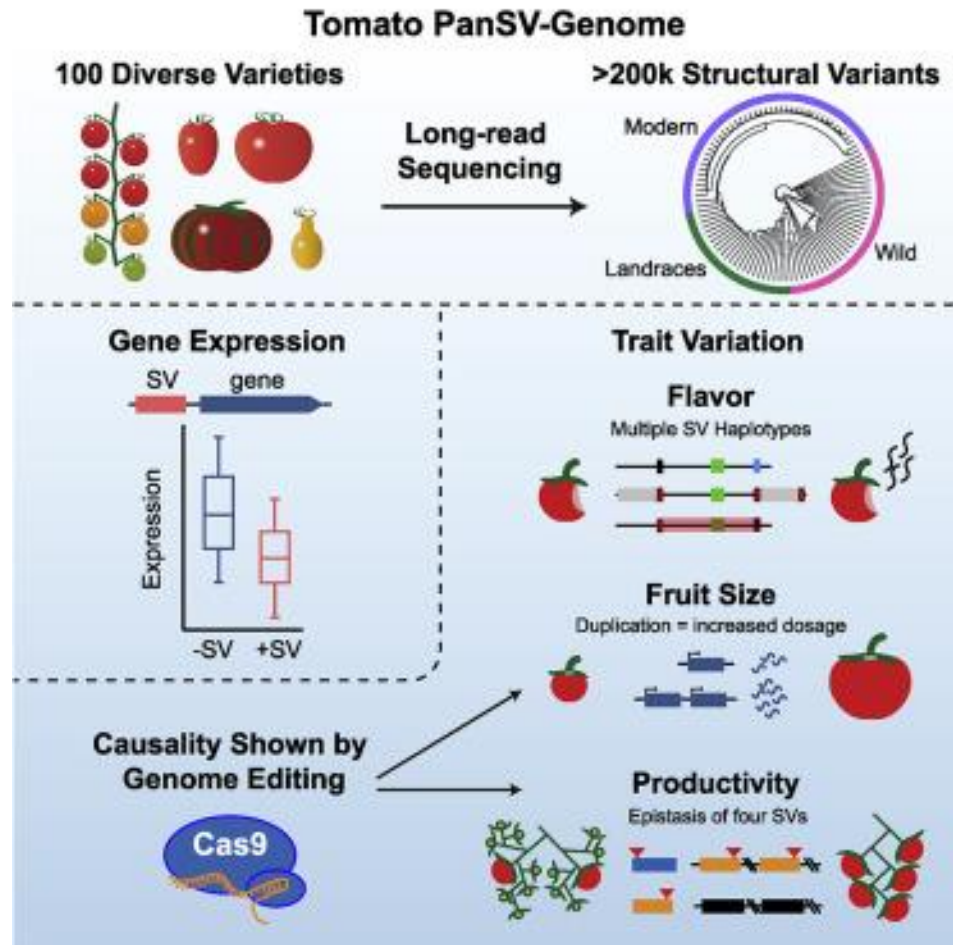 Tomato PanSV-Genome
100 Diverse Varieties
Long-read
Sequencing
>200k Structural Variants
Modern
Landraces
Wild
Gene Expression
SV gene
Expression
-SV +SV
Trait Variation
Flavor
Multiple SV Haplotypes
Fruit Size
Duplication = increased dosage
Causality Shown by
Genome Editing
Cas9
Productivity
Epistasis of four SVs